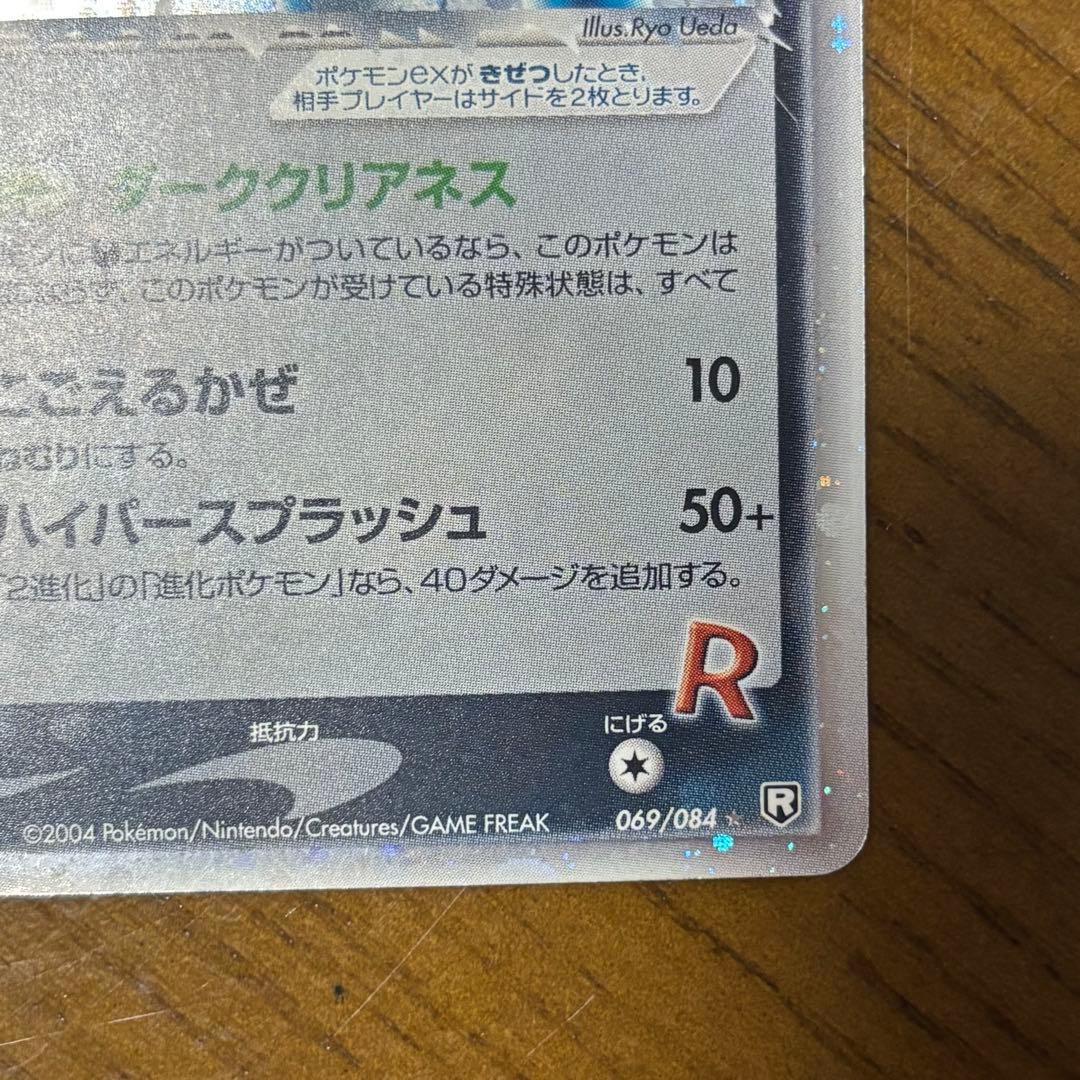 Illus.Ryo Ueda
ポケモンexが きぜつしたとき、
相手プレイヤーはサイドを2枚とります。
ダーククリアネス
エネルギーがついているなら、このポケモンは
このポケモンが受けている特殊状態は、すべて
こごえるかぜ 10
ねむりにする。
ハイパースプラッシュ 50+
「2進化」の「進化ポケモン」なら、40ダメージを追加する。
R
抵抗力 にげる
©2004 Pokémon/Nintendo/Creatures/GAME FREAK 069/084 ★ R